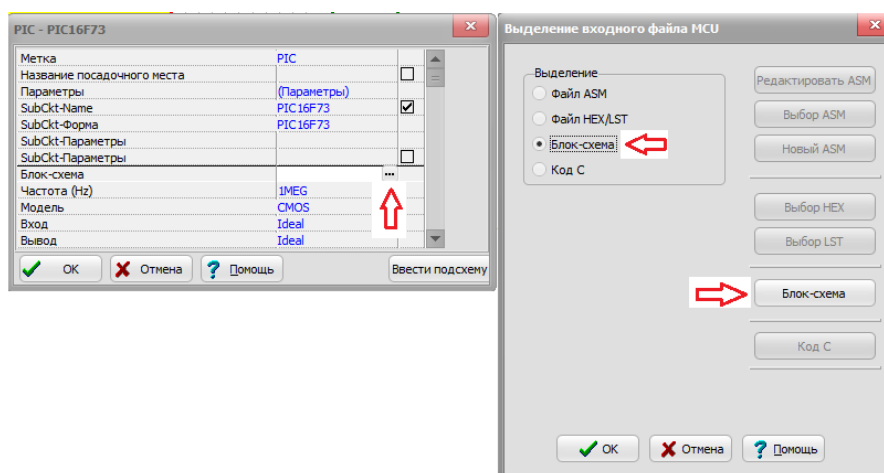 PIC - PIC16F73
Метка PIC
Название посадочного места
Параметры (Параметры)
SubCkt-Name PIC16F73
SubCkt-Форма PIC16F73
SubCkt-Параметры
SubCkt-Параметры
Блок-схема ...
Частота (Hz) 1MEG
Модель CMOS
Вход Ideal
Вывод Ideal
OK Отмена Помощь Ввести подсхему
Выделение входного файла MCU
Выделение
Файл ASM
Файл HEX/LST
Блок-схема
Код C
Редактировать ASM
Выбор ASM
Новый ASM
Выбор HEX
Выбор LST
Блок-схема
Код C
OK Отмена Помощь